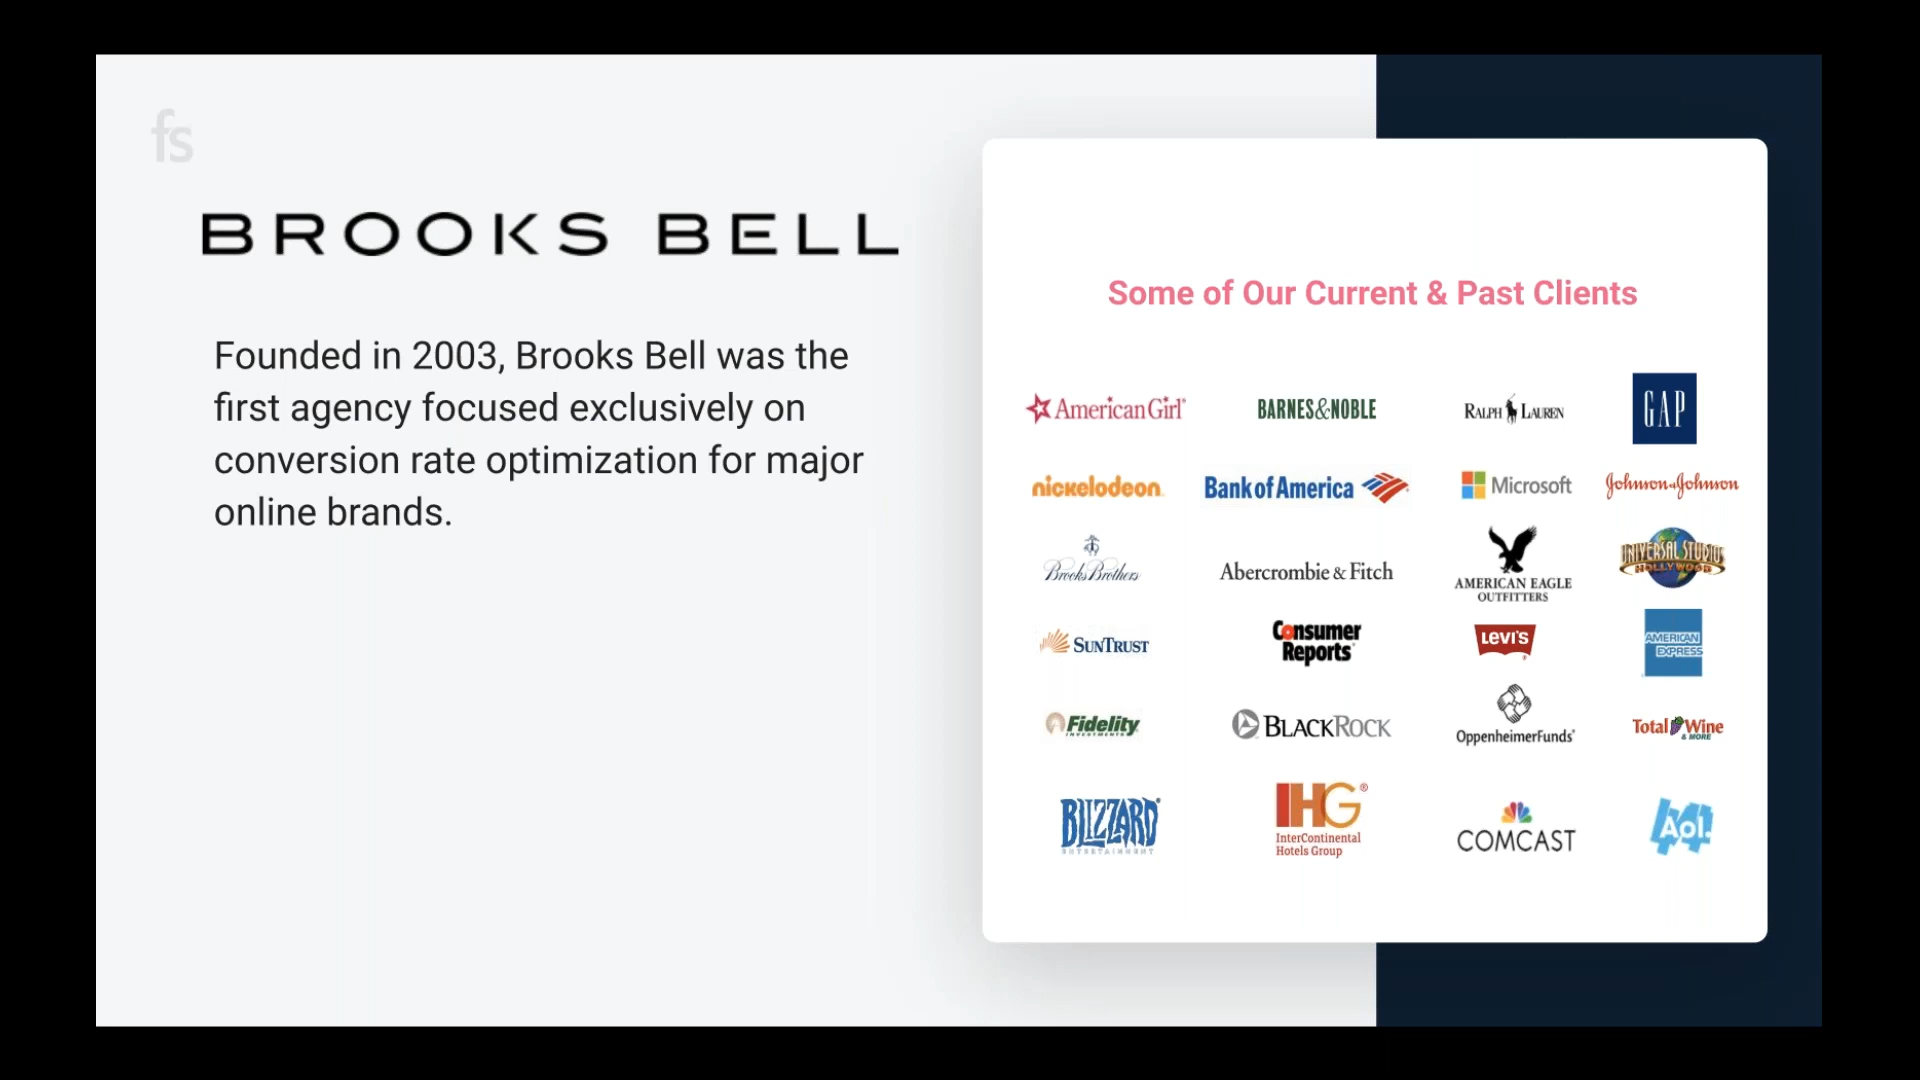 fs
BROOKS BELL
Founded in 2003, Brooks Bell was the
first agency focused exclusively on
conversion rate optimization for major
online brands.
Some of Our Current & Past Clients
American Girl
BARNES&NOBLE
RALPH LAUREN
GAP
nickelodeon
Bank of America
Microsoft
Johnson & Johnson
Brooks Brothers
Abercrombie & Fitch
AMERICAN EAGLE
OUTFITTERS
UNIVERSAL STUDIOS
HOLLYWOOD
SUNTRUST
Consumer
Reports
LEVI'S
AMERICAN
EXPRESS
Fidelity
INVESTMENTS
BLACKROCK
OppenheimerFunds®
Total Wine
& MORE
BLIZZARD®
ENTERTAINMENT
IHG®
InterContinental
Hotels Group
COMCAST
Aol.